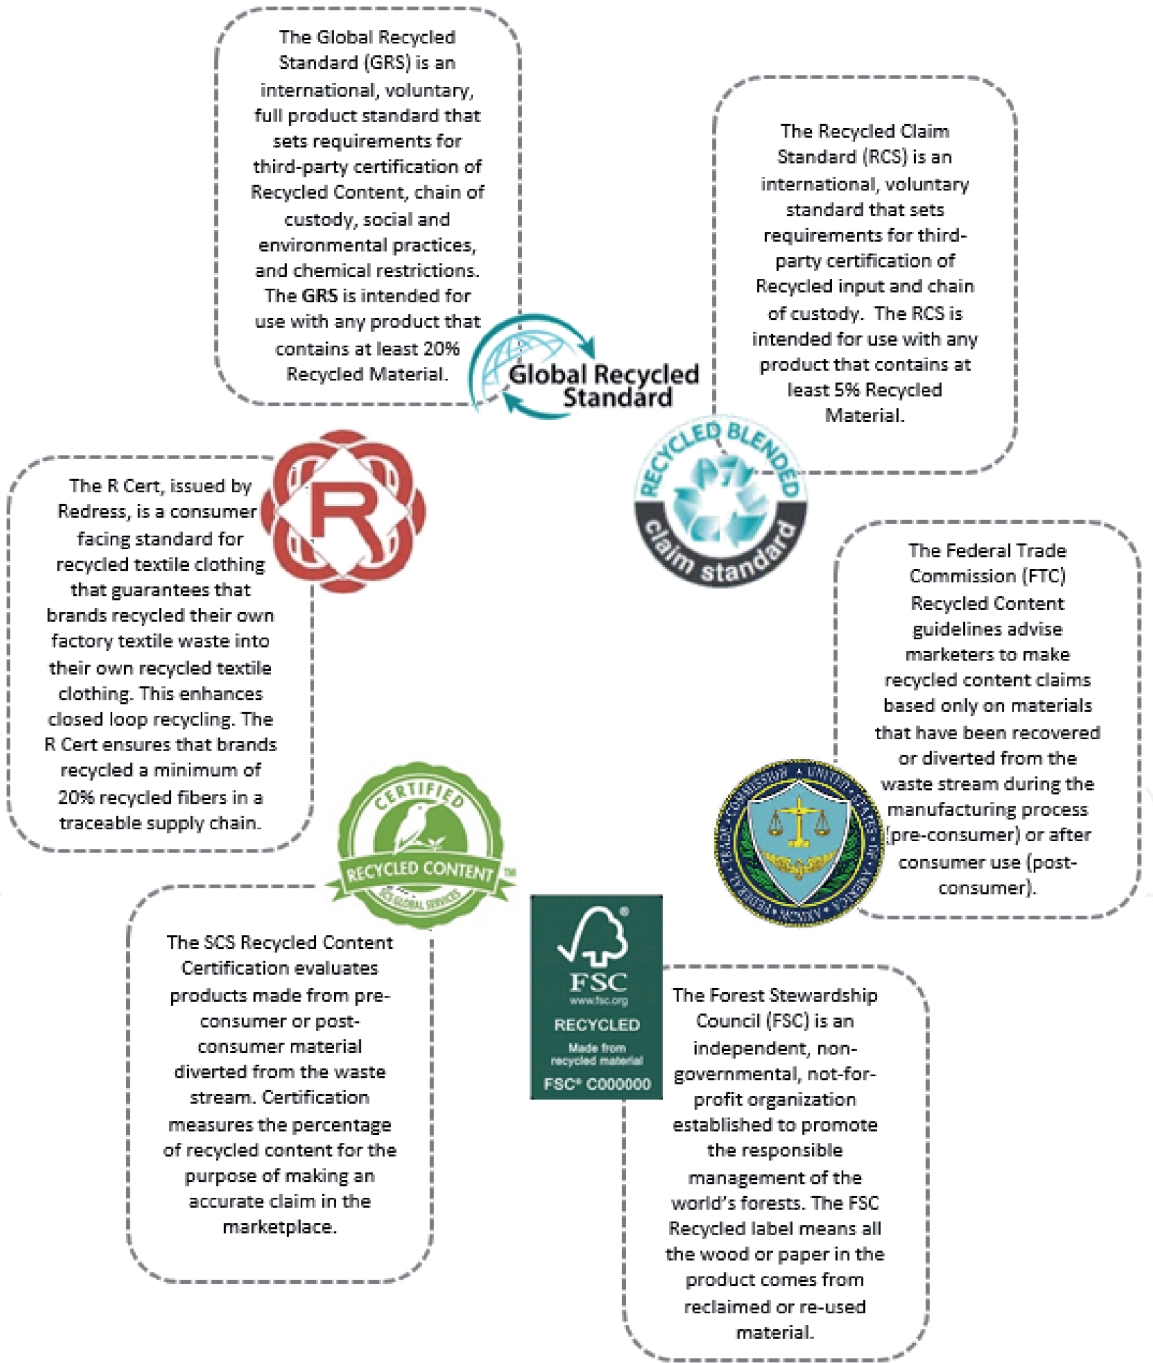 The Global Recycled
Standard (GRS) is an
international, voluntary,
full product standard that
sets requirements for
third-party certification of
Recycled Content, chain of
custody, social and
environmental practices,
and chemical restrictions.
The GRS is intended for
use with any product that
contains at least 20%
Recycled Material.
Global Recycled
Standard
The Recycled Claim
Standard (RCS) is an
international, voluntary
standard that sets
requirements for third-
party certification of
Recycled input and chain
of custody. The RCS is
intended for use with any
product that contains at
least 5% Recycled
Material.
RECYCLED BLENDED
claim standard
The R Cert, issued by
Redress, is a consumer
facing standard for
recycled textile clothing
that guarantees that
brands recycled their own
factory textile waste into
their own recycled textile
clothing. This enhances
closed loop recycling. The
R Cert ensures that brands
recycled a minimum of
20% recycled fibers in a
traceable supply chain.
R
The Federal Trade
Commission (FTC)
Recycled Content
guidelines advise
marketers to make
recycled content claims
based only on materials
that have been recovered
or diverted from the
waste stream during the
manufacturing process
(pre-consumer) or after
consumer use (post-
consumer).
FEDERAL TRADE COMMISSION UNITED STATES OF AMERICA
CERTIFIED
RECYCLED CONTENT TM
SCS GLOBAL SERVICES
The SCS Recycled Content
Certification evaluates
products made from pre-
consumer or post-
consumer material
diverted from the waste
stream. Certification
measures the percentage
of recycled content for the
purpose of making an
accurate claim in the
marketplace.
®
FSC
www.fsc.org
RECYCLED
Made from
recycled material
FSC® C000000
The Forest Stewardship
Council (FSC) is an
independent, non-
governmental, not-for-
profit organization
established to promote
the responsible
management of the
world's forests. The FSC
Recycled label means all
the wood or paper in the
product comes from
reclaimed or re-used
material.